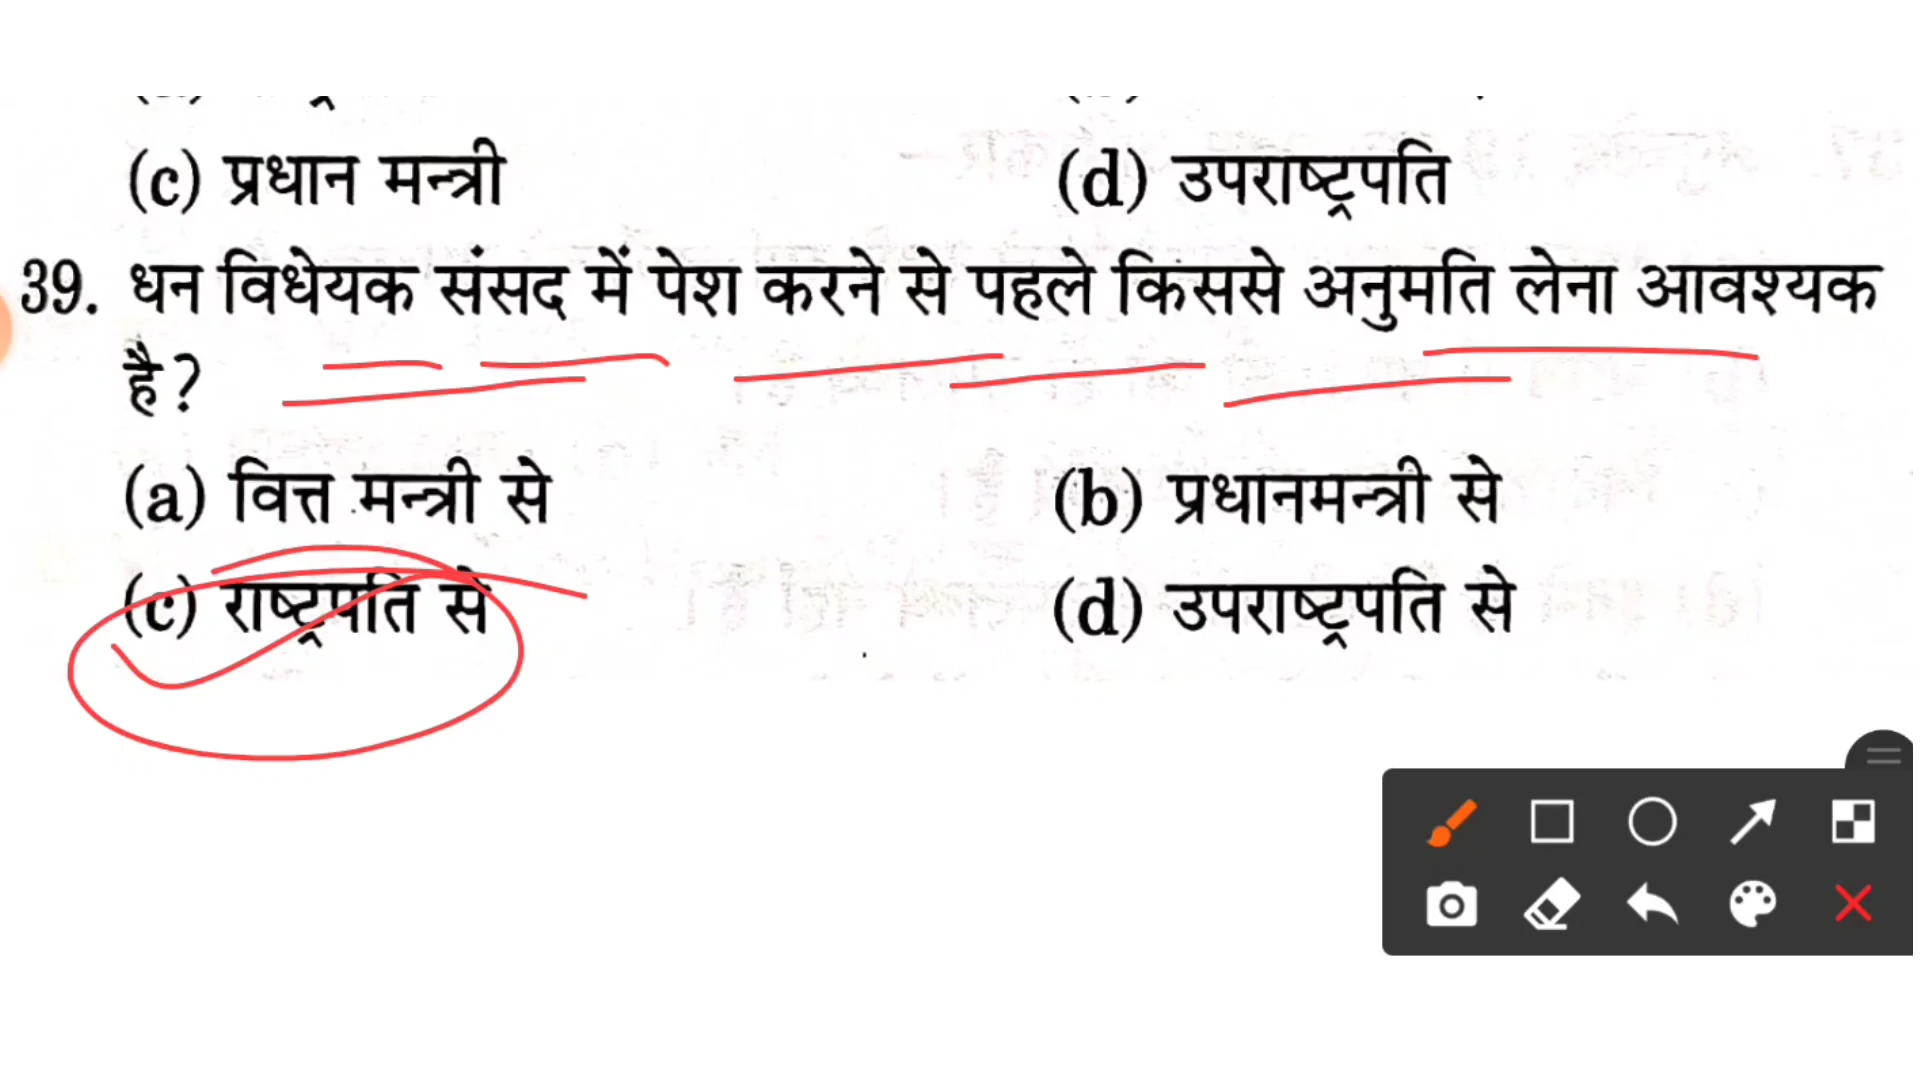 (c) प्रधान मन्त्री (d) उपराष्ट्रपति
39. धन विधेयक संसद में पेश करने से पहले किससे अनुमति लेना आवश्यक
है?
(a) वित्त मन्त्री से (b) प्रधानमन्त्री से
(c) राष्ट्रपति से (d) उपराष्ट्रपति से